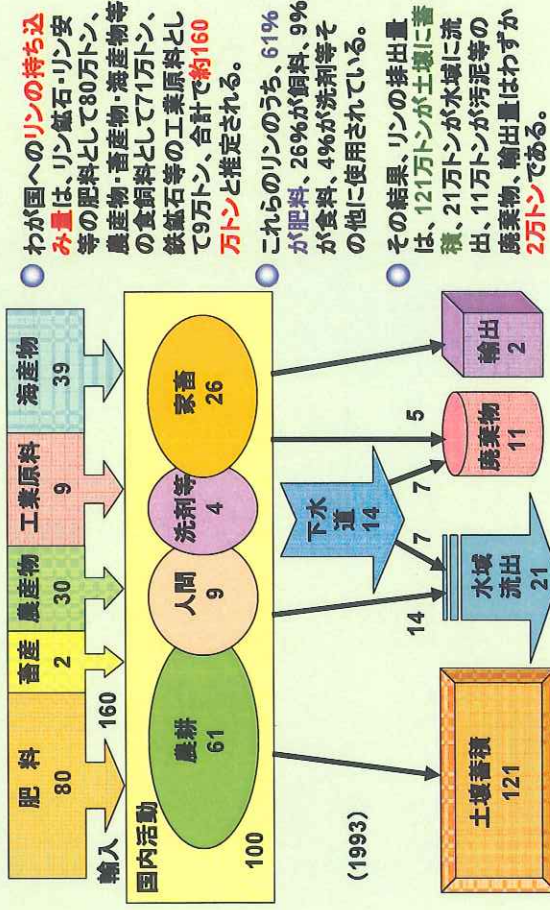 肥料
80
畜産
2
農産物
30
工業原料
9
海産物
39
輸入
160
国内活動
100
農耕
61
人間
9
洗剤等
4
家畜
26
(1993)
下水
道
14
14
7
7
5
土壌蓄積
121
水域
流出
21
廃棄物
11
輸出
2
わが国へのリンの持ち込
み量は、リン鉱石・リン安
等の肥料として80万トン、
農産物・畜産物・海産物等
の食飼料として71万トン、
鉄鉱石等の工業原料とし
て9万トン、合計で約160
万トンと推定される。
これらのリンのうち、61%
が肥料、26%が飼料、9%
が食料、4%が洗剤等そ
の他に使用されている。
その結果、リンの排出量
は、121万トンが土壌に蓄
積、21万トンが水域に流
出、11万トンが汚泥等の
廃棄物、輸出量はわずか
2万トンである。